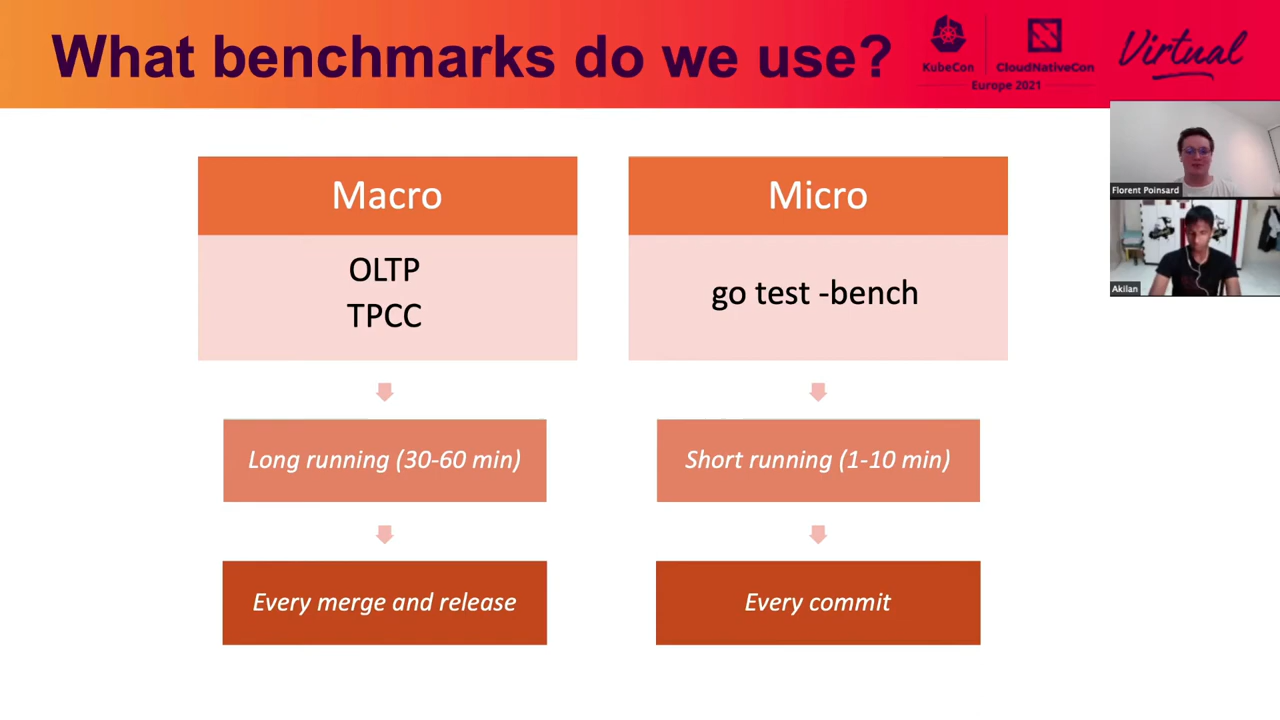 What benchmarks do we use?
KubeCon
CloudNativeCon
Europe 2021
Virtual
Florent Poinsard
Akilan
Macro
OLTP
TPCC
Long running (30-60 min)
Every merge and release
Micro
go test -bench
Short running (1-10 min)
Every commit